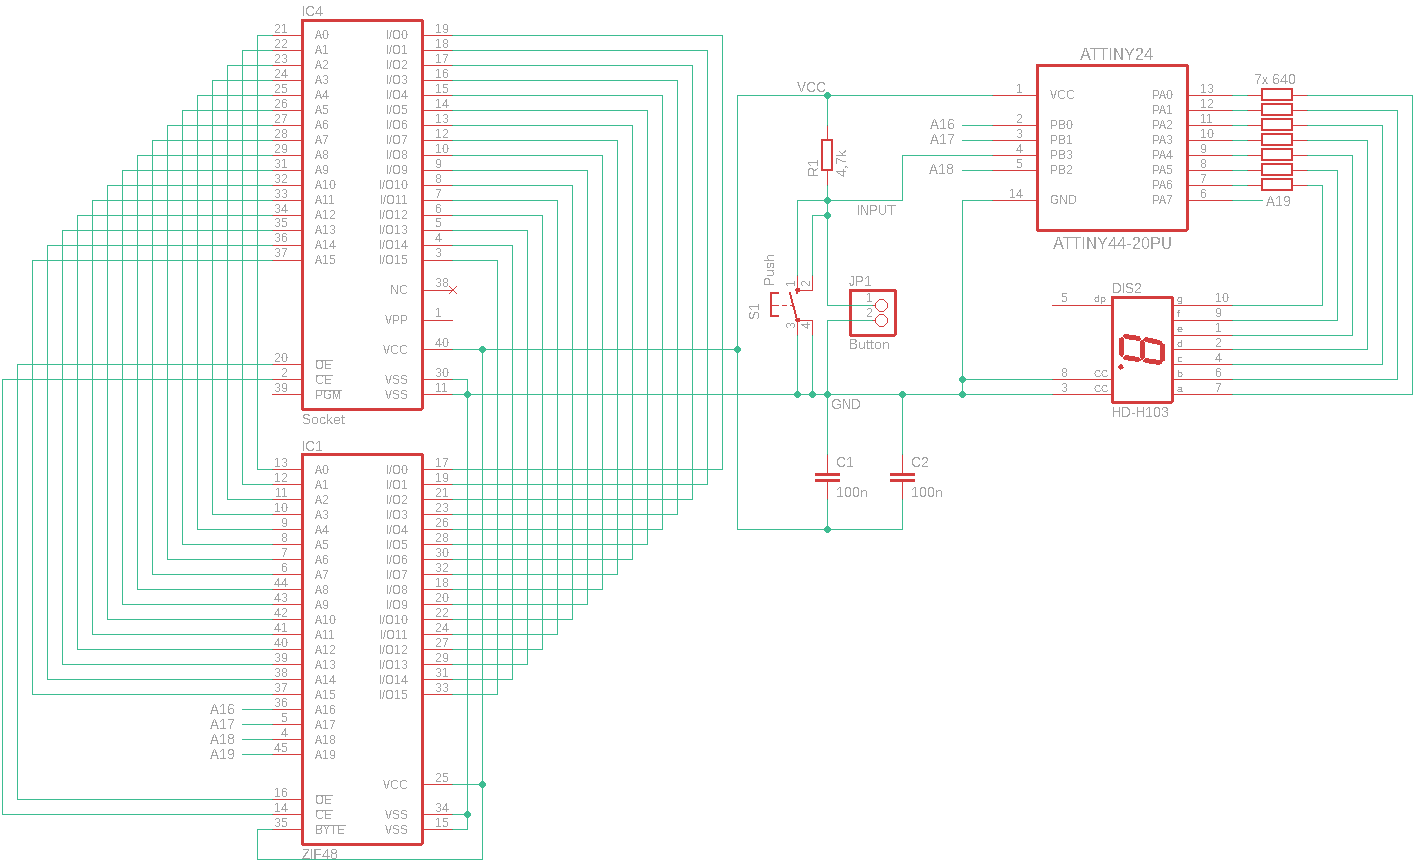 IC4
21 A0 I/O0 19
22 A1 I/O1 18
23 A2 I/O2 17
24 A3 I/O3 16
25 A4 I/O4 15
26 A5 I/O5 14
27 A6 I/O6 13
28 A7 I/O7 12
29 A8 I/O8 10
31 A9 I/O9 9
32 A10 I/O10 8
33 A11 I/O11 7
34 A12 I/O12 6
35 A13 I/O13 5
36 A14 I/O14 4
37 A15 I/O15 3
NC 38
VPP 1
VCC 40
20 OE
2 CE VSS 30
39 PGM VSS 11
Socket
IC1
13 A0 I/O0 17
12 A1 I/O1 19
11 A2 I/O2 21
10 A3 I/O3 23
9 A4 I/O4 26
8 A5 I/O5 28
7 A6 I/O6 30
6 A7 I/O7 32
44 A8 I/O8 18
43 A9 I/O9 20
42 A10 I/O10 22
41 A11 I/O11 24
40 A12 I/O12 27
39 A13 I/O13 29
38 A14 I/O14 31
37 A15 I/O15 33
A16 36 A16
A17 5 A17
A18 4 A18
A19 45 A19
VCC 25
16 OE
14 CE VSS 34
35 BYTE VSS 15
ZIF48
VCC
R1
4,7k
INPUT
Push
S1
1
2
3
4
JP1
1
2
Button
GND
C1
100n
C2
100n
ATTINY24
1 VCC PA0 13
PA1 12
A16 2 PB0 PA2 11
A17 3 PB1 PA3 10
4 PB3 PA4 9
A18 5 PB2 PA5 8
PA6 7
14 GND PA7 6
A19
ATTINY44-20PU
7x 640
DIS2
5 dp g 10
f 9
e 1
d 2
c 4
8 CC b 6
3 CC a 7
HD-H103